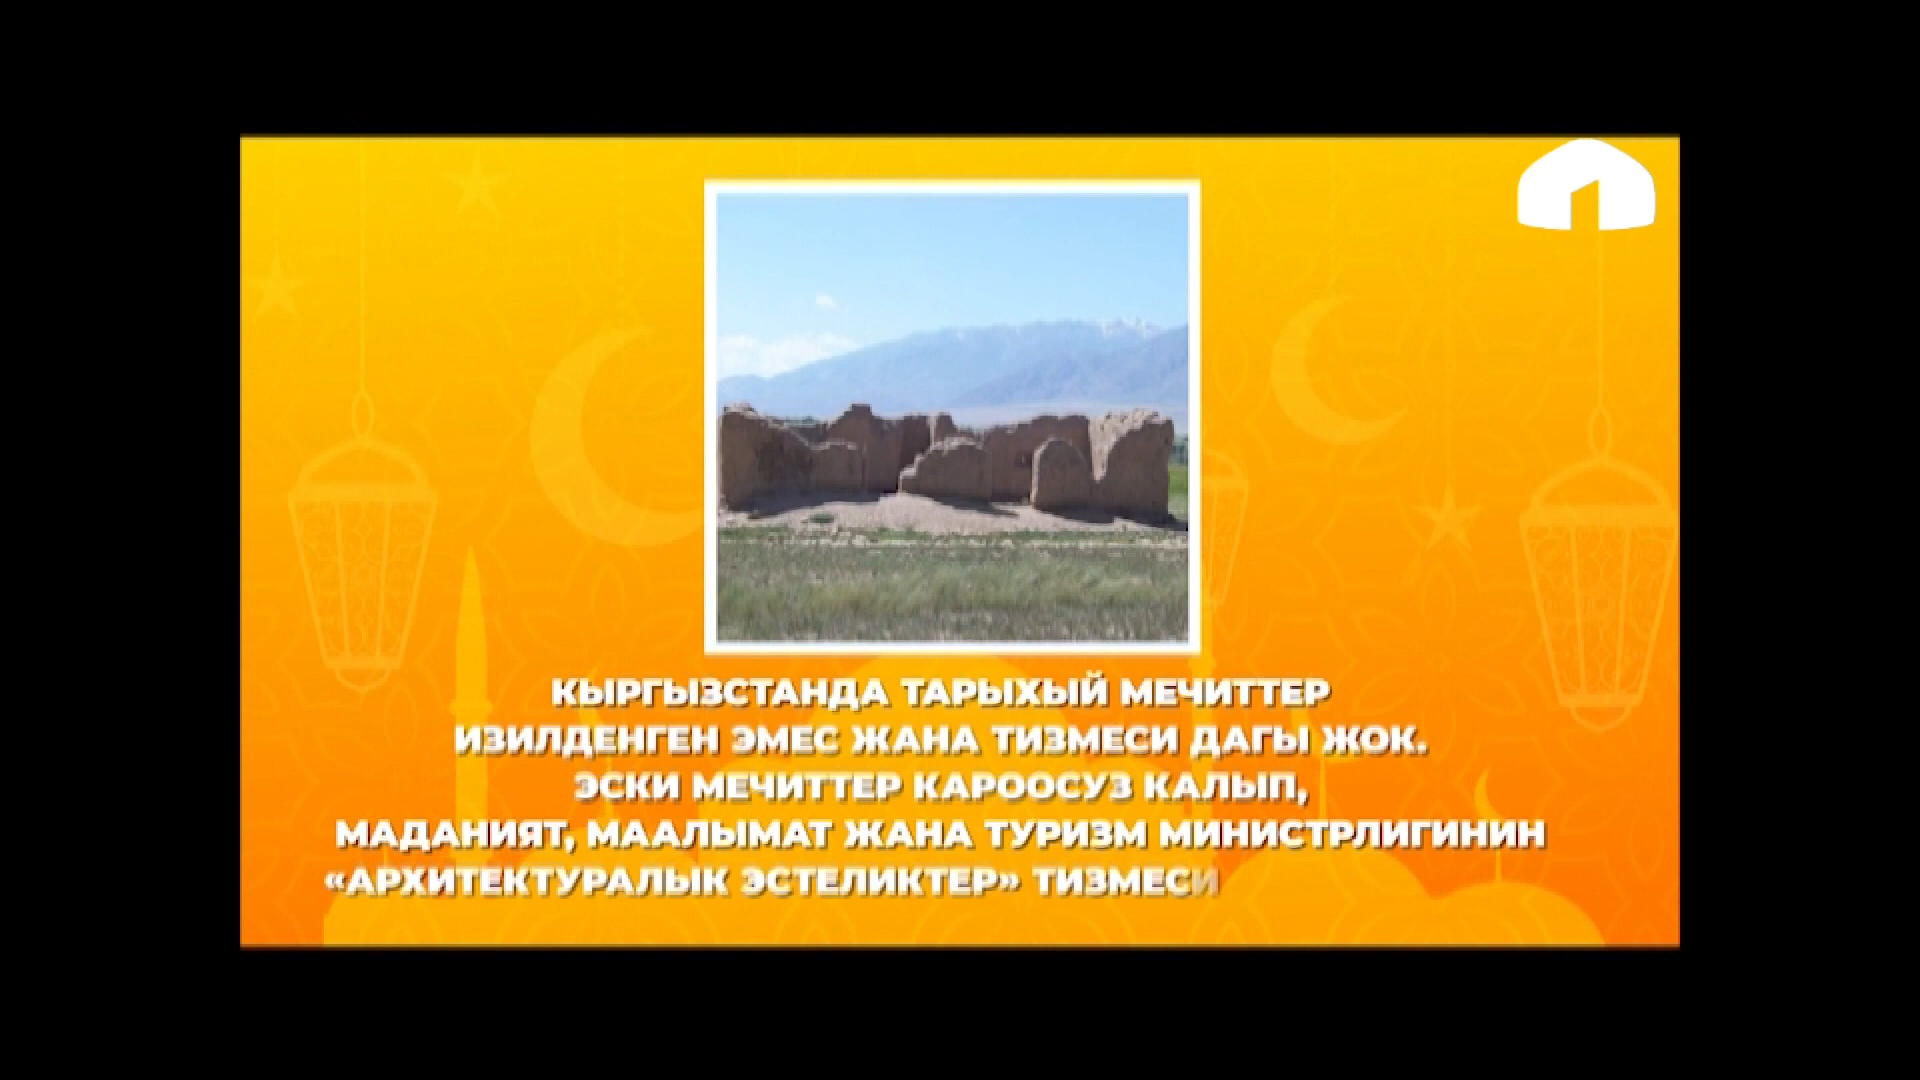 КЫРГЫЗСТАНДА ТАРЫХЫЙ МЕЧИТТЕР
ИЗИЛДЕНГЕН ЭМЕС ЖАНА ТИЗМЕСИ ДАГЫ ЖОК.
ЭСКИ МЕЧИТТЕР КАРООСУЗ КАЛЫП,
МАДАНИЯТ, МААЛЫМАТ ЖАНА ТУРИЗМ МИНИСТРЛИГИНИН
«АРХИТЕКТУРАЛЫК ЭСТЕЛИКТЕР» ТИЗМЕСИ